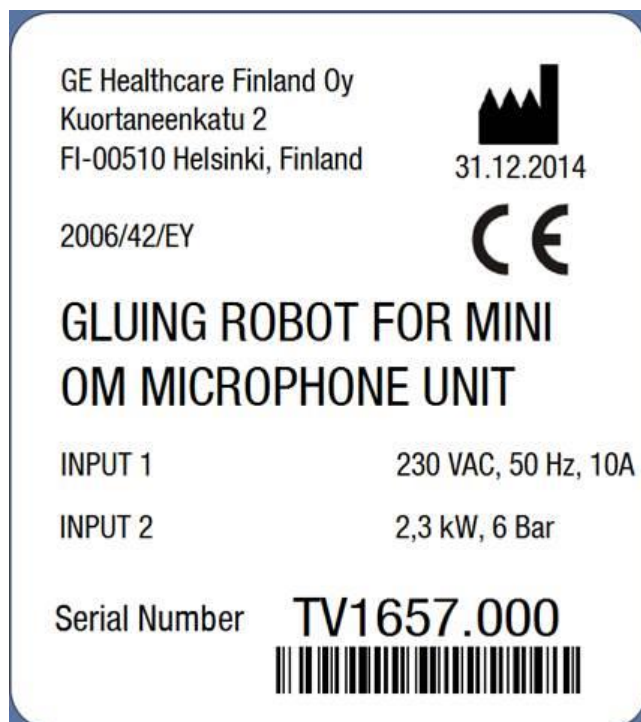 GE Healthcare Finland Oy
Kuortaneenkatu 2
FI-00510 Helsinki, Finland
31.12.2014
2006/42/EY
CE
GLUING ROBOT FOR MINI
OM MICROPHONE UNIT
INPUT 1 230 VAC, 50 Hz, 10A
INPUT 2 2,3 kW, 6 Bar
Serial Number TV1657.000